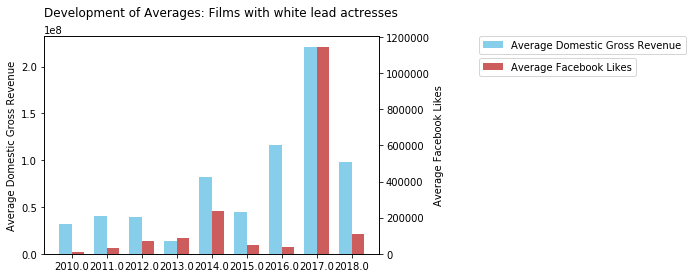 Development of Averages: Films with white lead actresses
1e8
2.0
1.5
1.0
0.5
0.0
Average Domestic Gross Revenue
2010.0 2011.0 2012.0 2013.0 2014.0 2015.0 2016.0 2017.0 2018.0
1200000
1000000
800000
600000
400000
200000
0
Average Facebook Likes
Average Domestic Gross Revenue
Average Facebook Likes